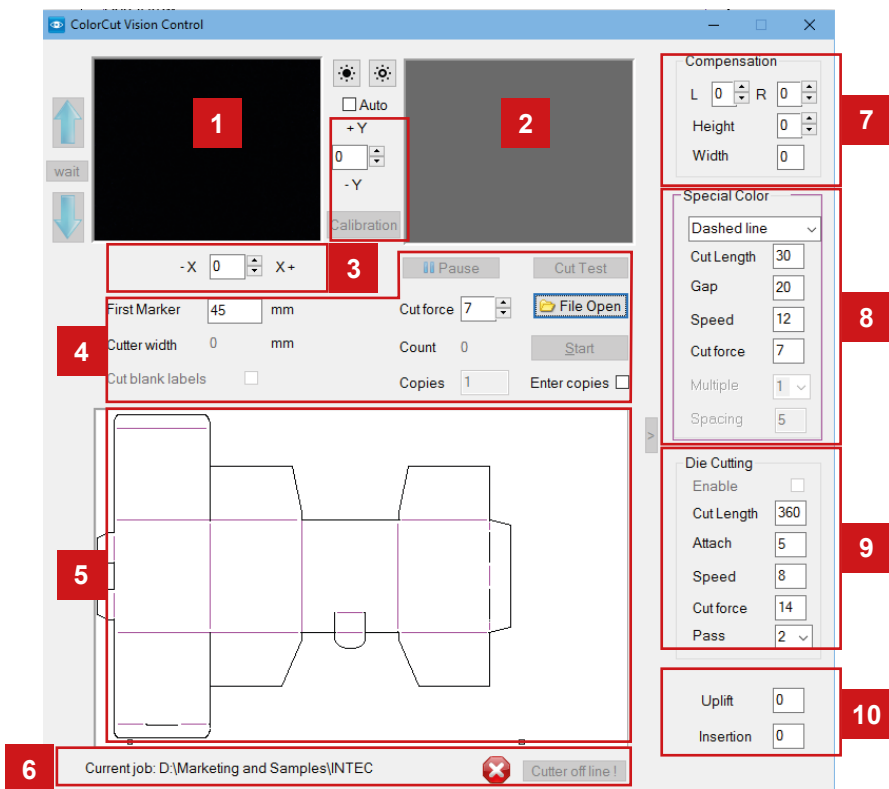 ColorCut Vision Control
Auto
+ Y
0
- Y
Calibration
wait
1
2
- X 0 X +
3
Pause
Cut Test
First Marker 45 mm
Cut force 7
File Open
Cutter width 0 mm
Count 0
Start
Cut blank labels
Copies 1
Enter copies
4
5
Current job: D:\Marketing and Samples\INTEC
Cutter off line !
6
>
Compensation
L 0 R 0
Height 0
Width 0
7
Special Color
Dashed line
Cut Length 30
Gap 20
Speed 12
Cut force 7
Multiple 1
Spacing 5
8
Die Cutting
Enable
Cut Length 360
Attach 5
Speed 8
Cut force 14
Pass 2
9
Uplift 0
Insertion 0
10